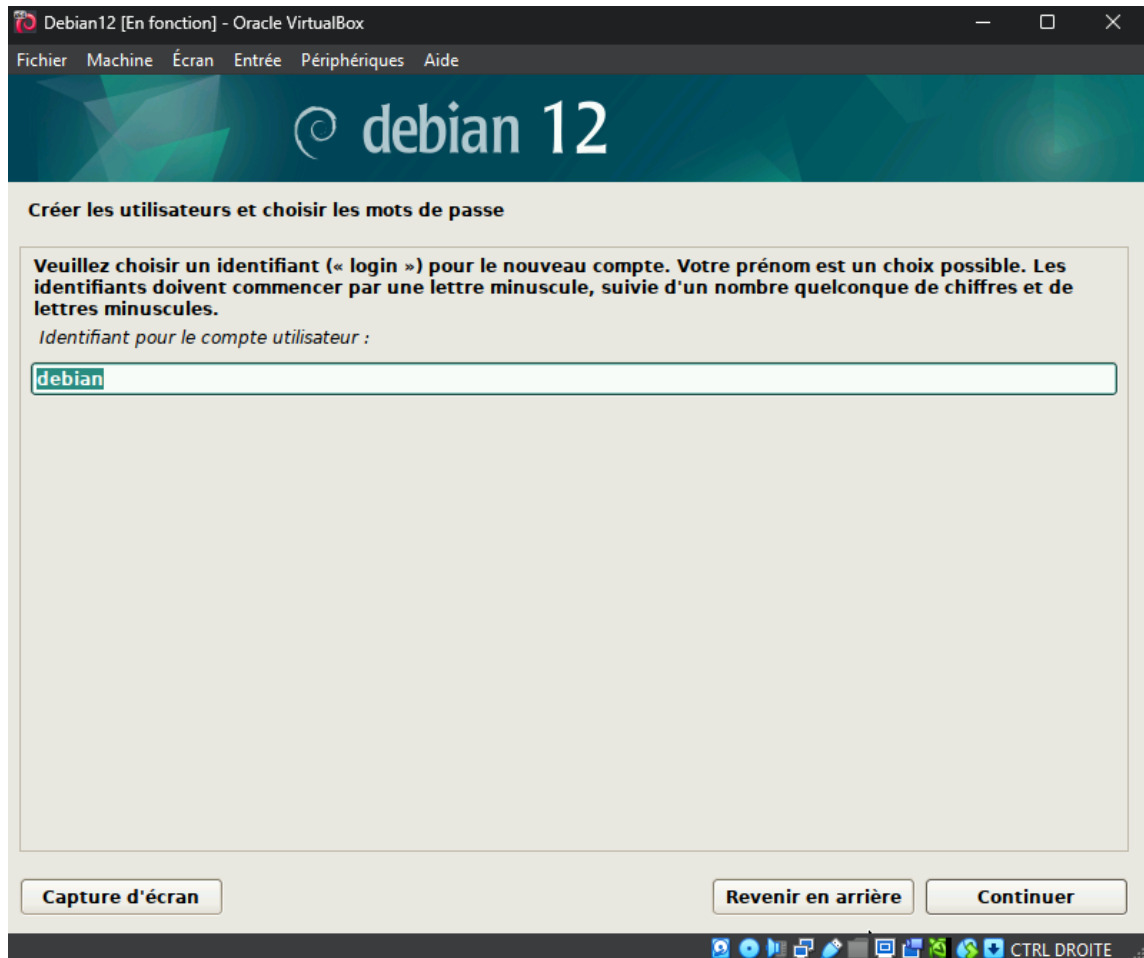 Debian12 [En fonction] - Oracle VirtualBox
Fichier Machine Écran Entrée Périphériques Aide
debian 12
Créer les utilisateurs et choisir les mots de passe
Veuillez choisir un identifiant (« login ») pour le nouveau compte. Votre prénom est un choix possible. Les
identifiants doivent commencer par une lettre minuscule, suivie d'un nombre quelconque de chiffres et de
lettres minuscules.
Identifiant pour le compte utilisateur :
debian
Capture d'écran Revenir en arrière Continuer
CTRL DROITE